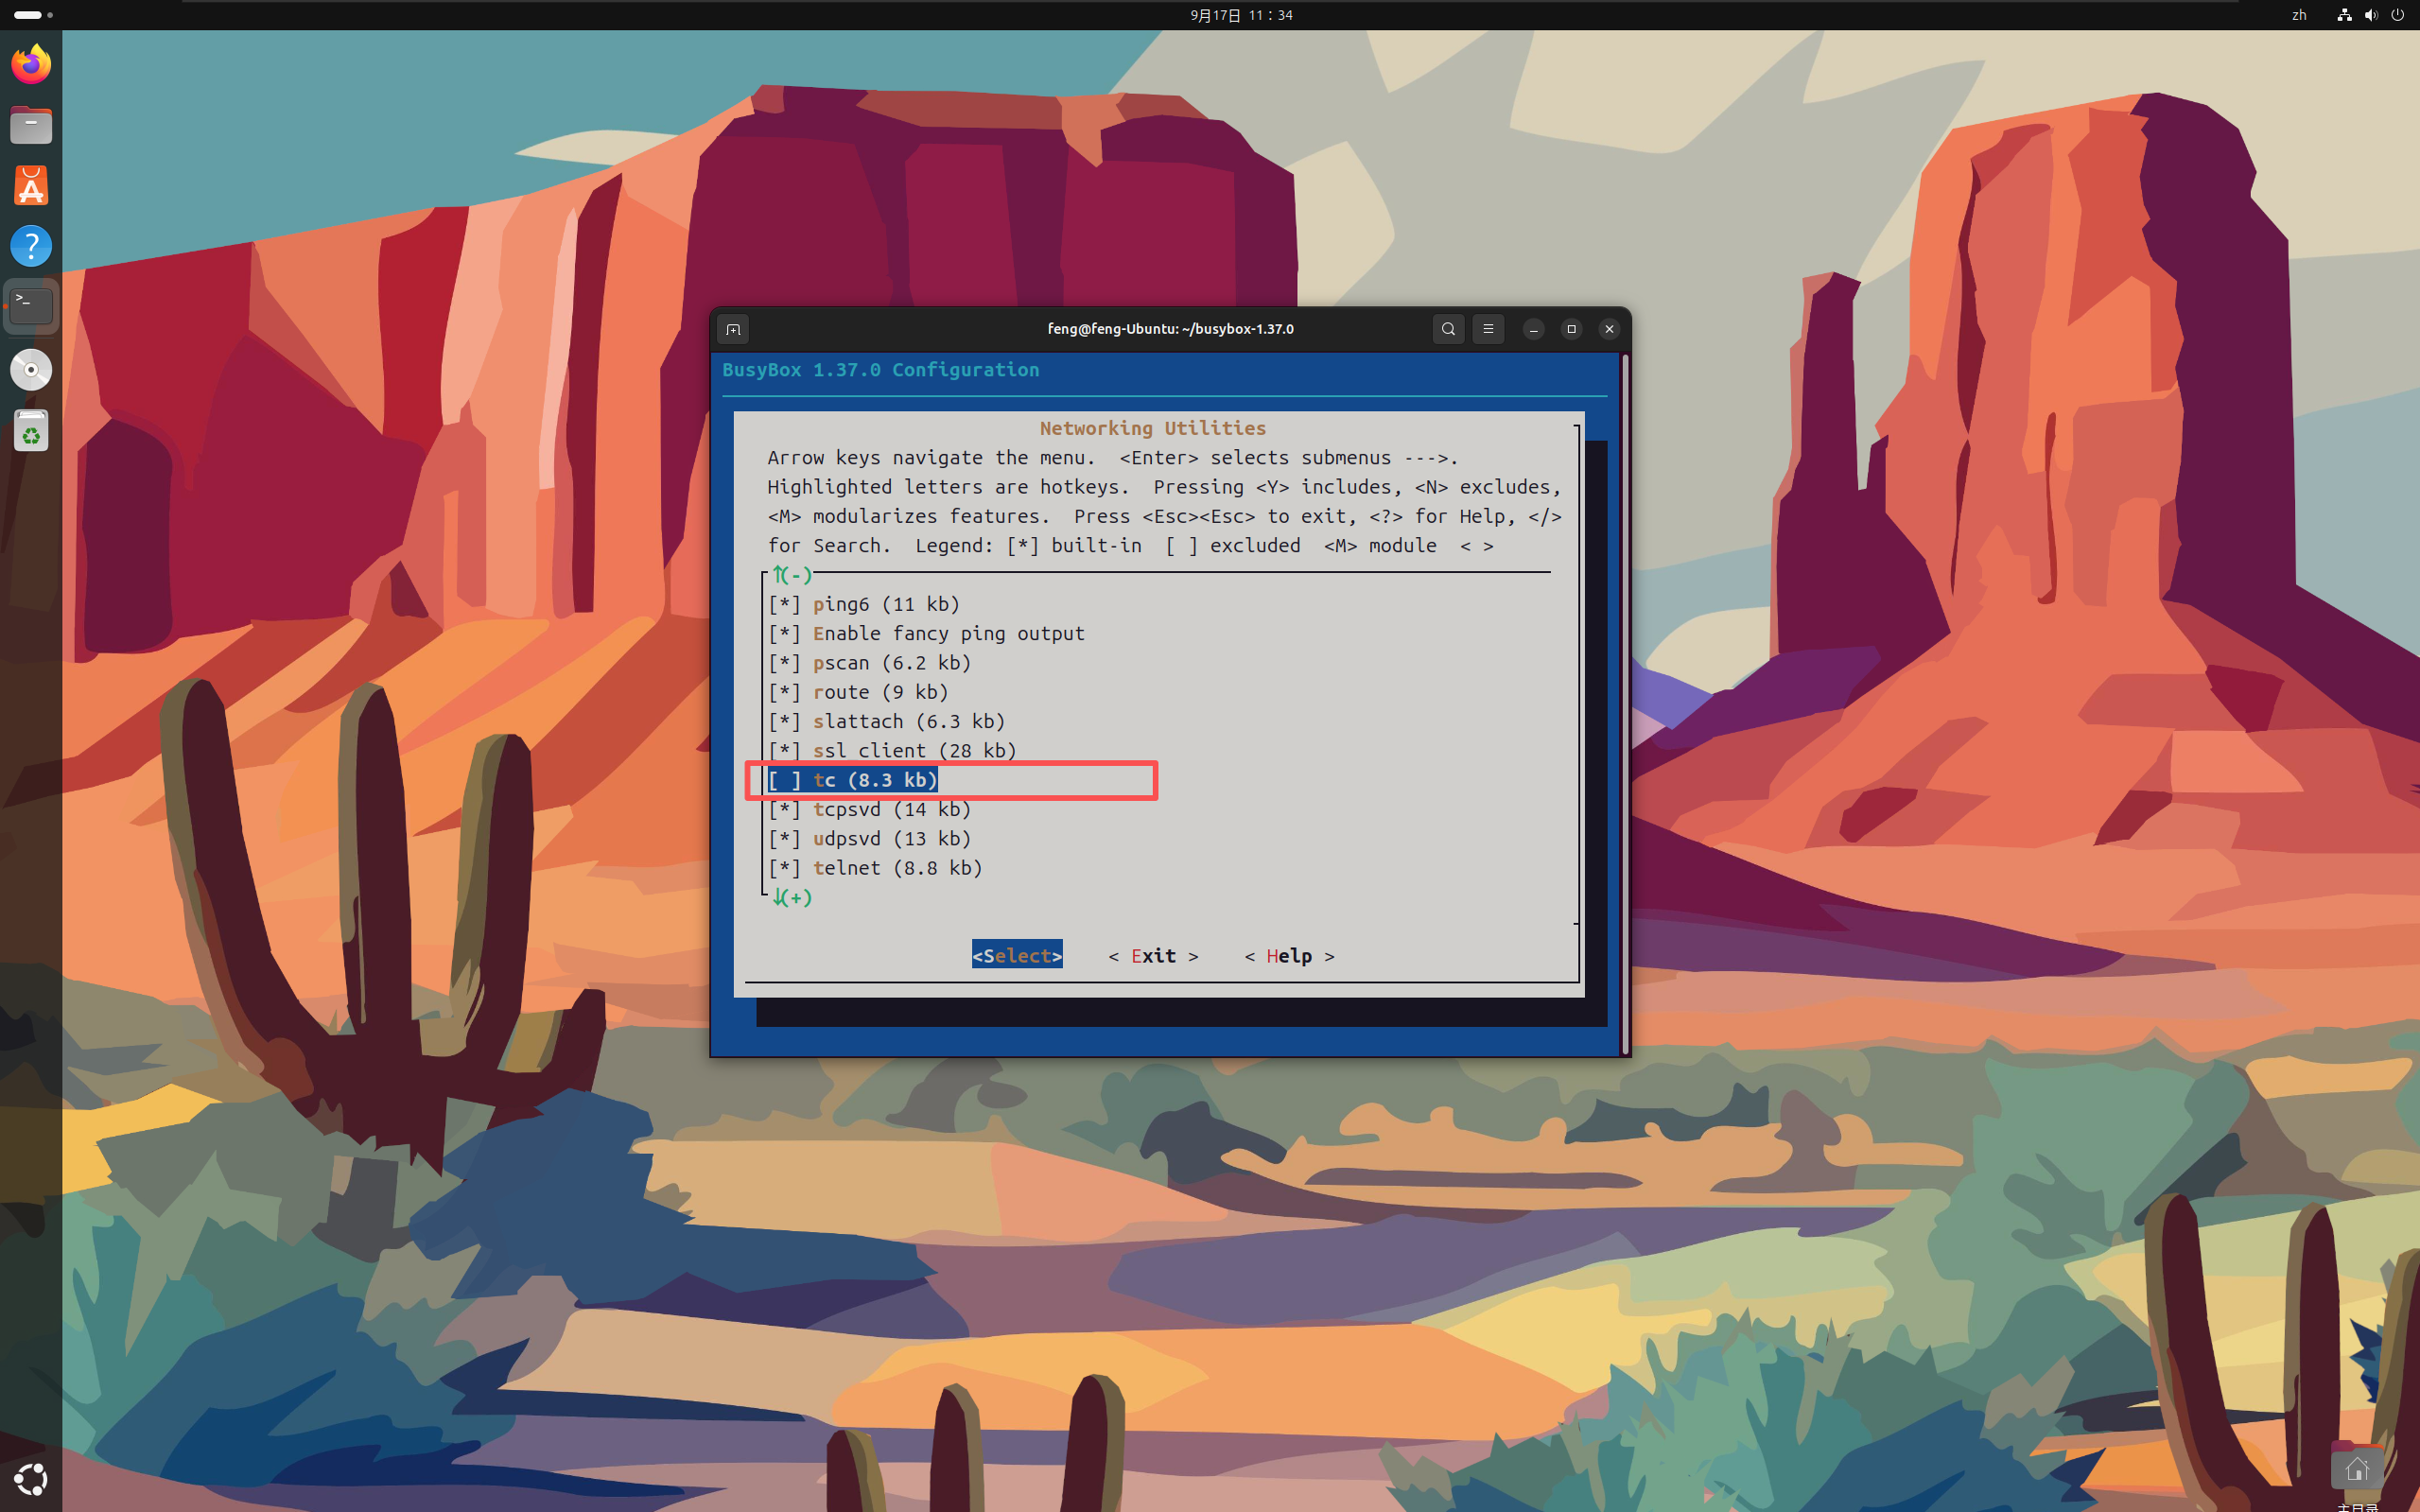 9月17日 11：34
zh
feng@feng-Ubuntu: ~/busybox-1.37.0
BusyBox 1.37.0 Configuration
Networking Utilities
Arrow keys navigate the menu.  <Enter> selects submenus --->.
Highlighted letters are hotkeys.  Pressing <Y> includes, <N> excludes,
<M> modularizes features.  Press <Esc><Esc> to exit, <?> for Help, </>
for Search.  Legend: [*] built-in  [ ] excluded  <M> module  < >
↑(-)
[*] ping6 (11 kb)
[*] Enable fancy ping output
[*] pscan (6.2 kb)
[*] route (9 kb)
[*] slattach (6.3 kb)
[*] ssl_client (28 kb)
[ ] tc (8.3 kb)
[*] tcpsvd (14 kb)
[*] udpsvd (13 kb)
[*] telnet (8.8 kb)
↓(+)
<Select>    < Exit >    < Help >
主目录